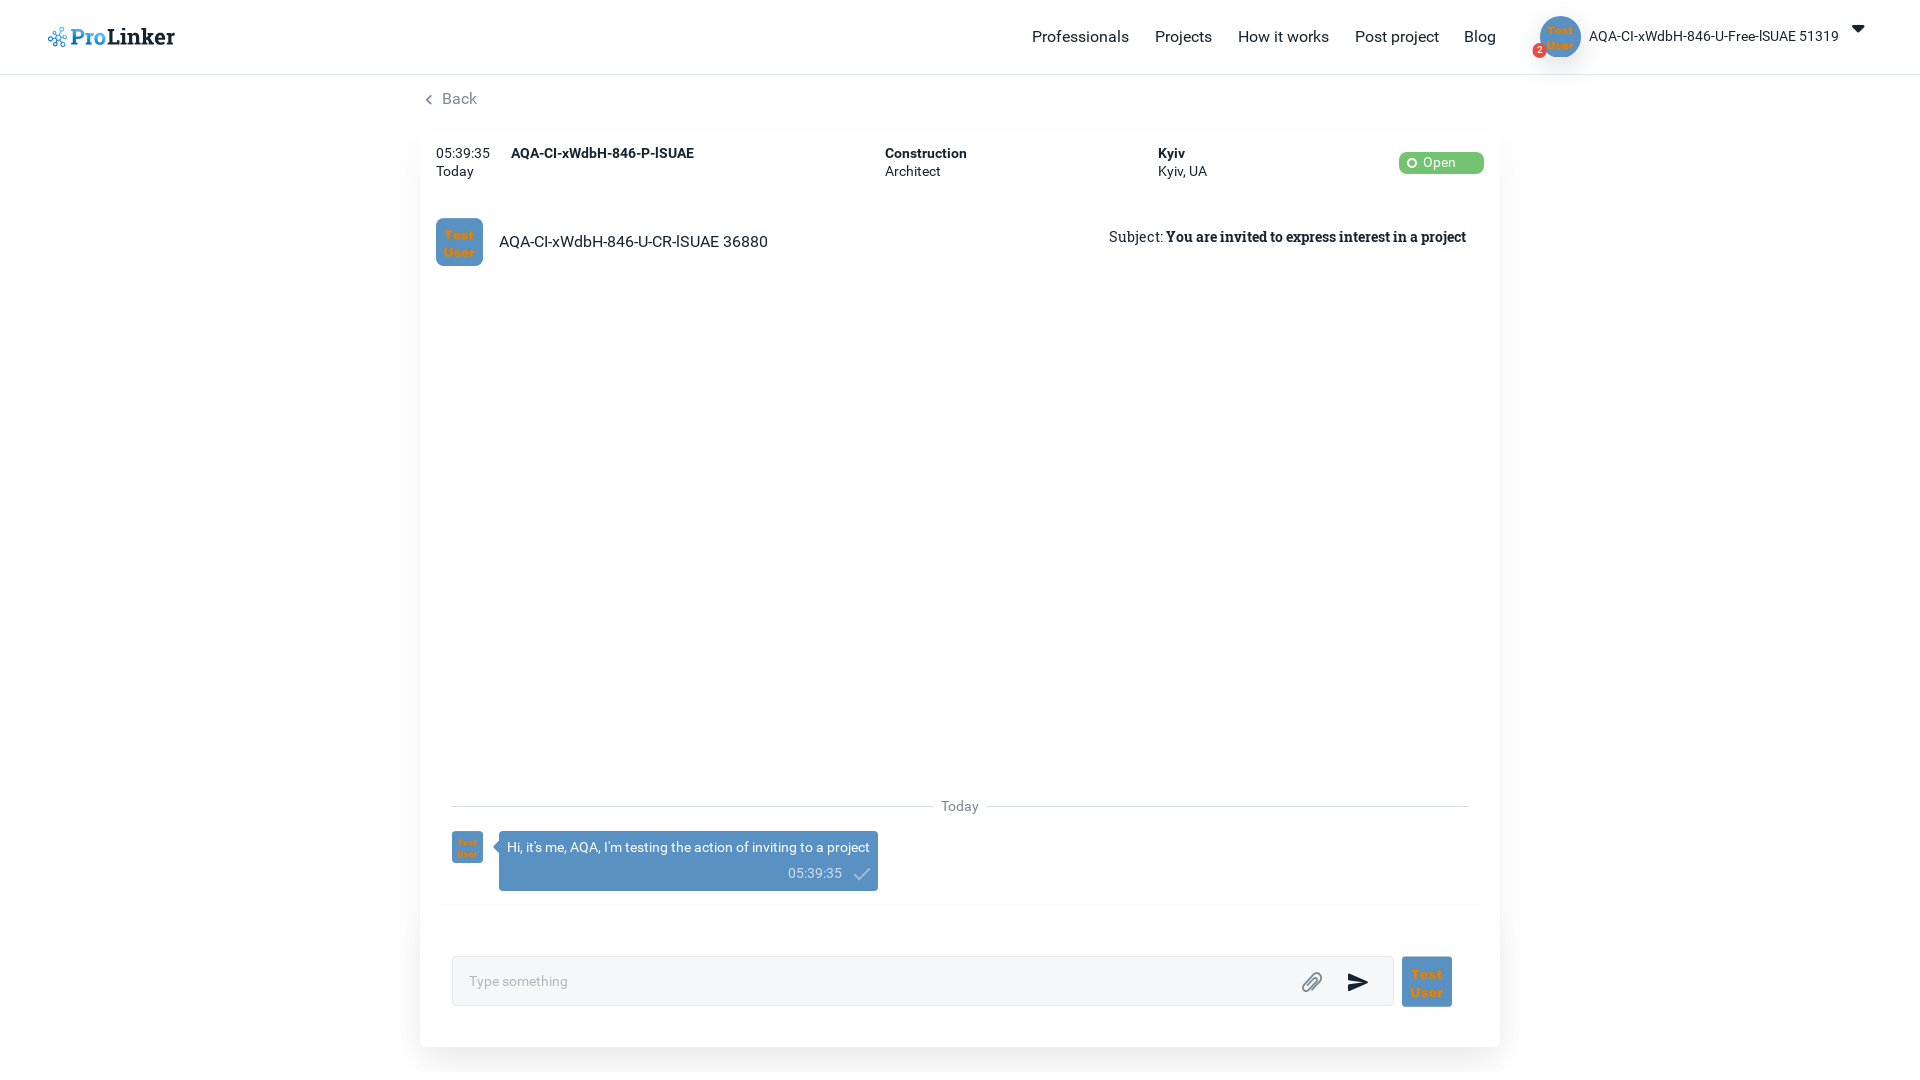 ProLinker
Professionals
Projects
How it works
Post project
Blog
Test
User
2
AQA-CI-xWdbH-846-U-Free-lSUAE 51319
Back
05:39:35
Today
AQA-CI-xWdbH-846-P-lSUAE
Construction
Architect
Kyiv
Kyiv, UA
Open
Test
User
AQA-CI-xWdbH-846-U-CR-lSUAE 36880
Subject: You are invited to express interest in a project
Today
Test
User
Hi, it's me, AQA, I'm testing the action of inviting to a project
05:39:35
Type something
Test
User